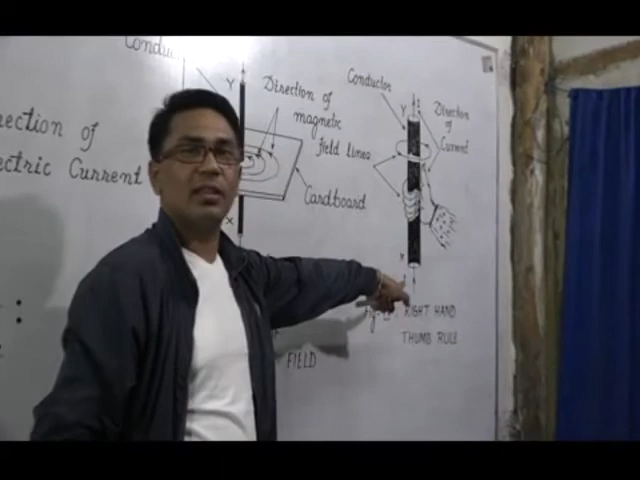 Conduc
Y
Direction of
magnetic
field lines
Cardboard
X
rection of
ectric Current
Conductor
Y
Direction
of
Current
X
RIGHT HAND
THUMB RULE
FIELD